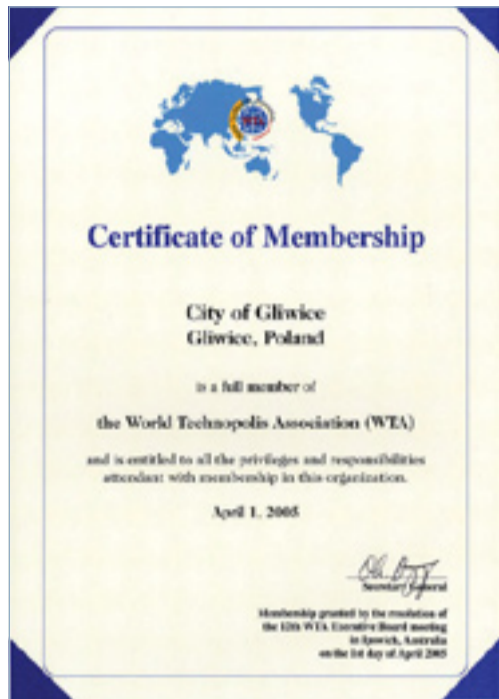 WTA
Certificate of Membership
City of Gliwice
Gliwice, Poland
is a full member of
the World Technopolis Association (WTA)
and is entitled to all the privileges and responsibilities
attendant with membership in this organization.
April 1, 2005
Secretary General
Membership granted by the resolution of
the 12th WTA Executive Board meeting
in Ipswich, Australia
on the 1st day of April 2005